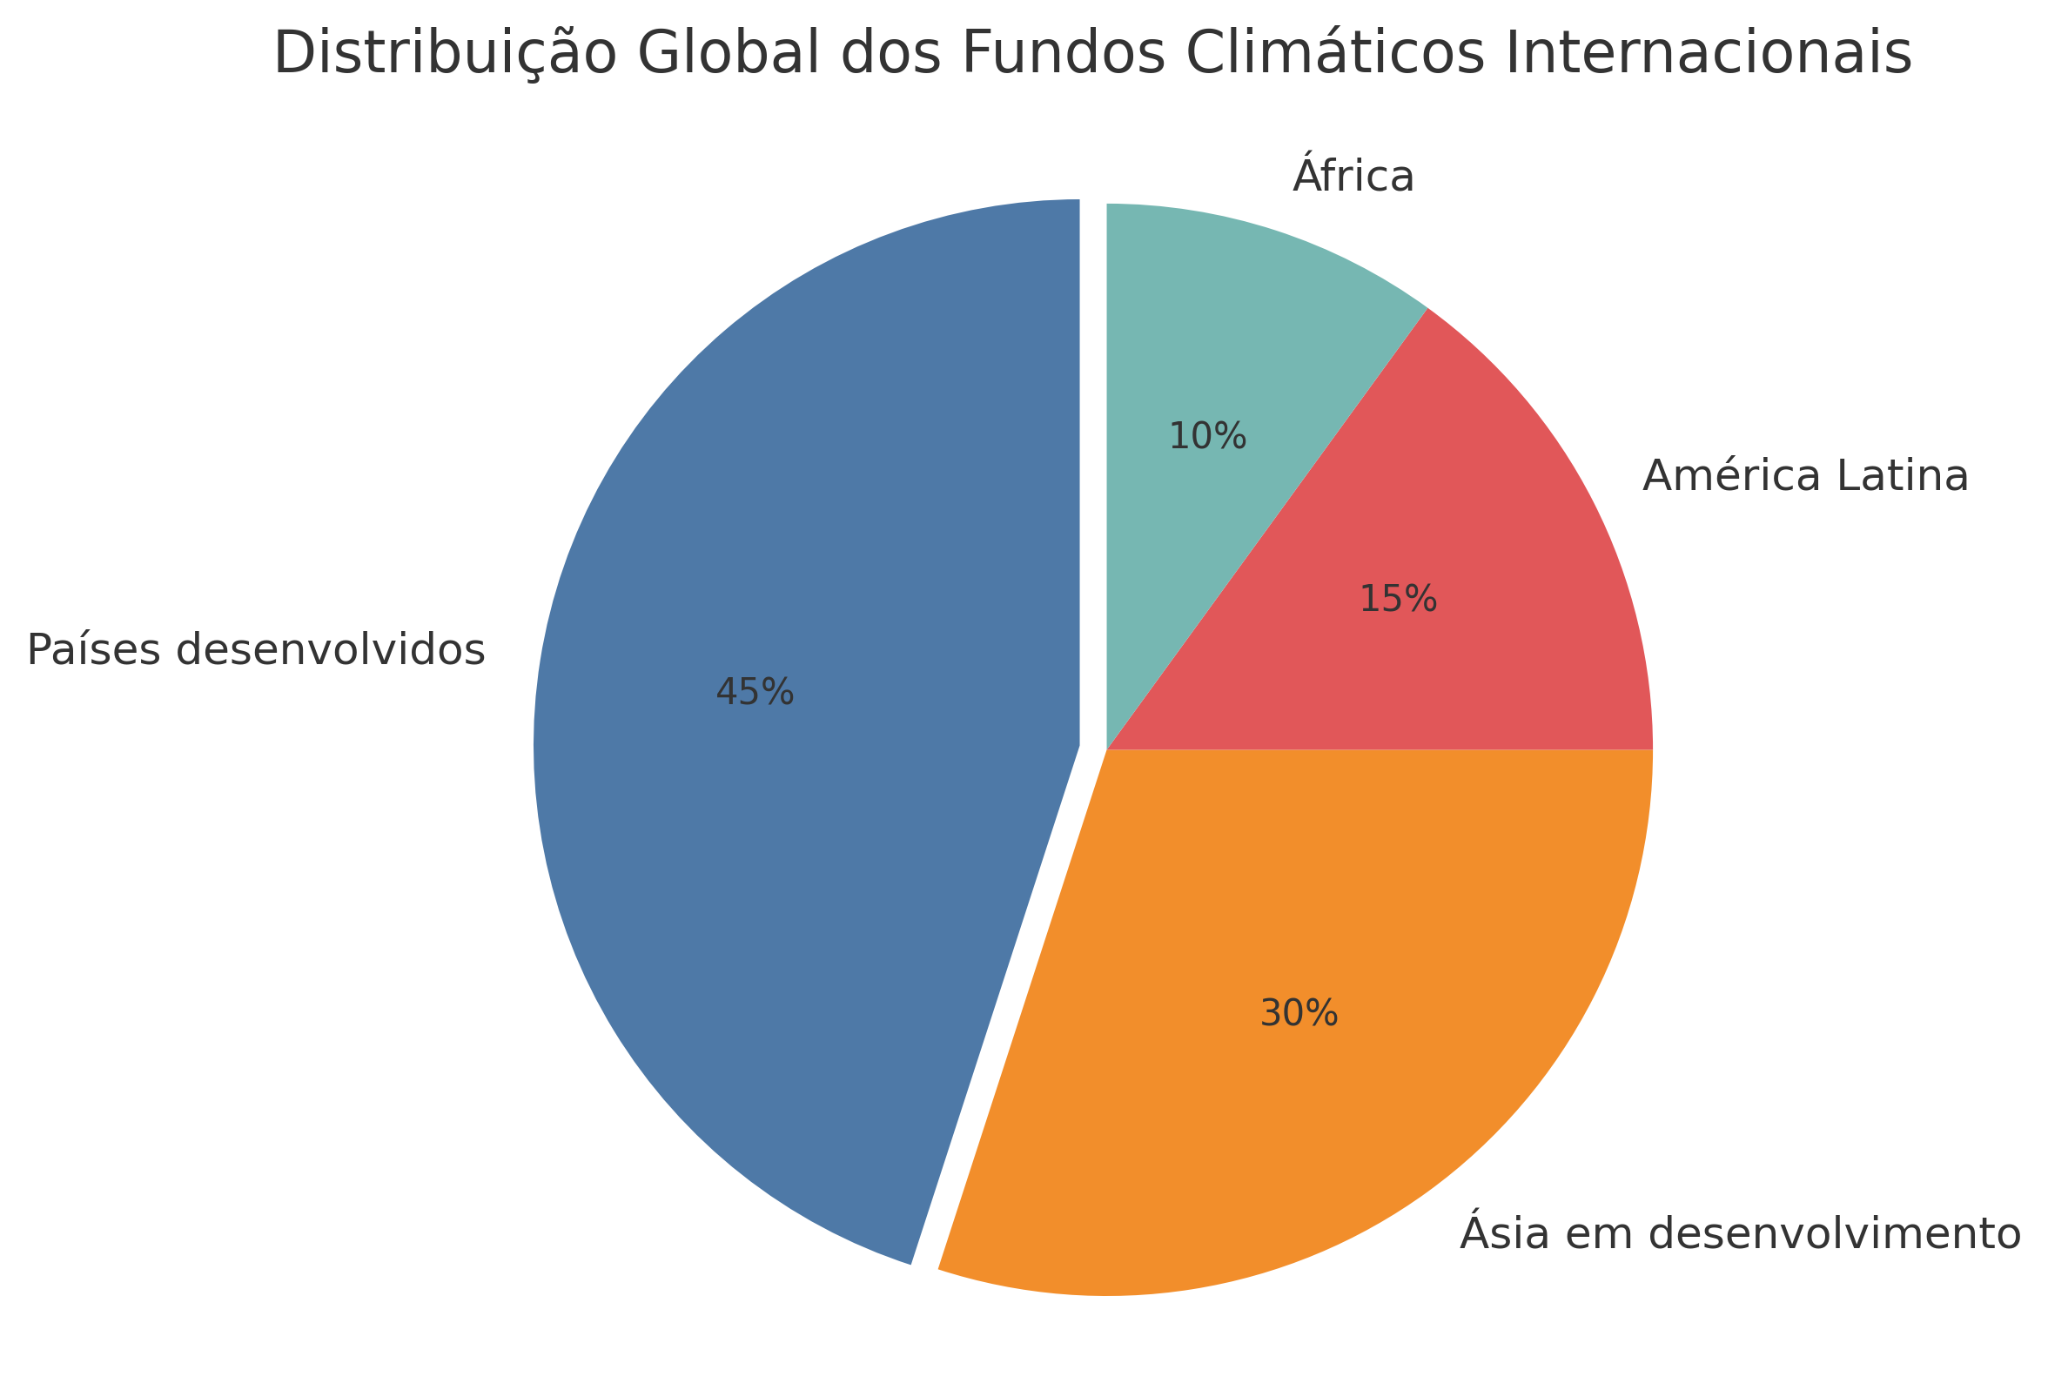 Distribuição Global dos Fundos Climáticos Internacionais
África
10%
América Latina
15%
Países desenvolvidos
45%
30%
Ásia em desenvolvimento